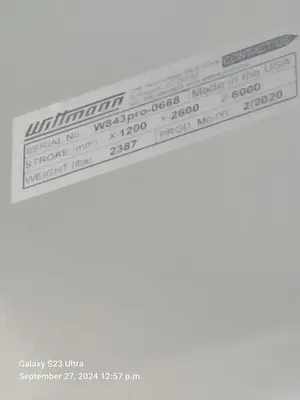 CONTACT US
Wittmann
Made in the USA
SERIAL No. W843pro-0668
STROKE (mm) X 1200 Y 2600 Z 6000
WEIGHT (lbs) 2387 PROD. Mo./Yr. 2/2020
Galaxy S23 Ultra
September 27, 2024 12:57 p.m.